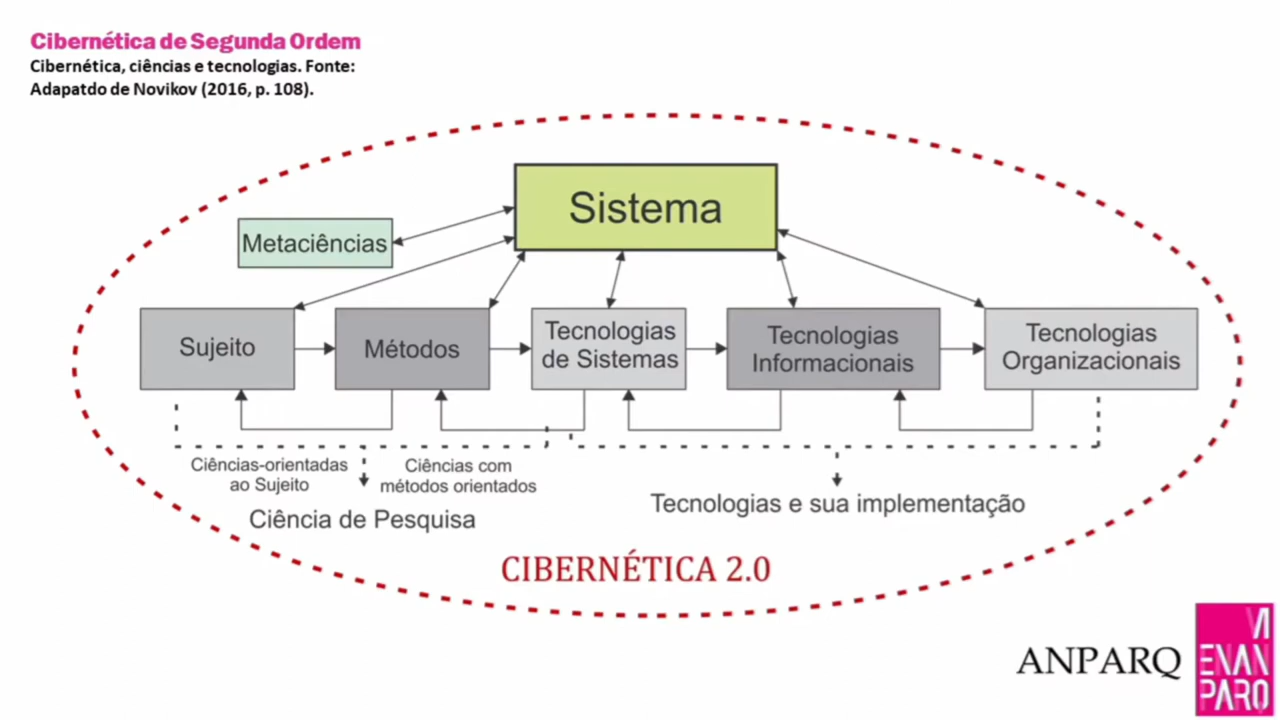 Cibernética de Segunda Ordem
Cibernética, ciências e tecnologias. Fonte:
Adapatdo de Novikov (2016, p. 108).
Sistema
Metaciências
Sujeito
Métodos
Tecnologias
de Sistemas
Tecnologias
Informacionais
Tecnologias
Organizacionais
Ciências-orientadas
ao Sujeito
Ciências com
métodos orientados
Ciência de Pesquisa
Tecnologias e sua implementação
CIBERNÉTICA 2.0
ANPARQ
VI
ENAN
PARQ